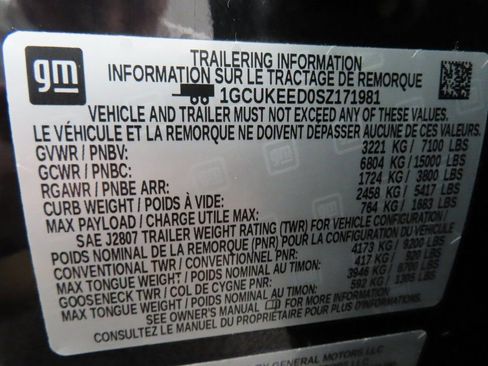 gm
TRAILERING INFORMATION
INFORMATION SUR LE TRACTAGE DE REMORQUE
1GCUKEED0SZ171981
VEHICLE AND TRAILER MUST NOT EXCEED ANY OF THESE VALUES
LE VÉHICULE ET LA REMORQUE NE DOIVENT DÉPASSER AUCUNE DE CES VALEURS
GVWR / PNBV: 3221 KG / 7100 LBS
GCWR / PNBC: 6804 KG / 15000 LBS
RGAWR / PNBE ARR: 1724 KG / 3800 LBS
CURB WEIGHT / POIDS À VIDE: 2458 KG / 5417 LBS
MAX PAYLOAD / CHARGE UTILE MAX: 764 KG / 1683 LBS
SAE J2807 TRAILER WEIGHT RATING (TWR) FOR VEHICLE CONFIGURATION /
POIDS NOMINAL DE LA REMORQUE (PNR) POUR LA CONFIGURATION DU VÉHICULE
CONVENTIONAL TWR / CONVENTIONNEL PNR: 4173 KG / 9200 LBS
MAX TONGUE WEIGHT / POIDS MAXIMAL AU TIMON: 417 KG / 920 LBS
GOOSENECK TWR / COL DE CYGNE PNR: 3946 KG / 8700 LBS
MAX TONGUE WEIGHT / POIDS MAXIMAL AU TIMON: 592 KG / 1305 LBS
SEE OWNER'S MANUAL FOR MORE INFORMATION
CONSULTEZ LE MANUEL DU PROPRIÉTAIRE POUR PLUS D'INFORMATION
BY GENERAL MOTORS LLC